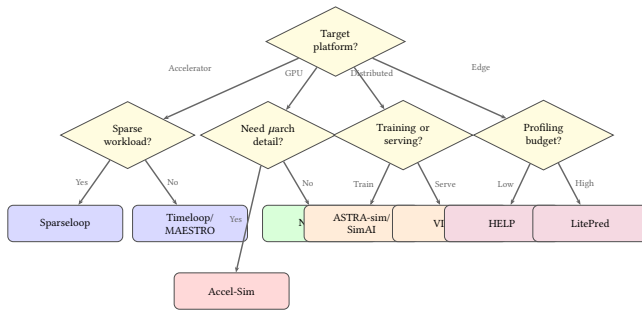 Target
platform?
Accelerator
GPU
Distributed
Edge
Sparse
workload?
Need μarch
detail?
Training or
serving?
Profiling
budget?
Yes
No
Yes
No
Train
Serve
Low
High
Sparseloop
Timeloop/
MAESTRO
ASTRA-sim/
SimAI
HELP
LitePred
Accel-Sim